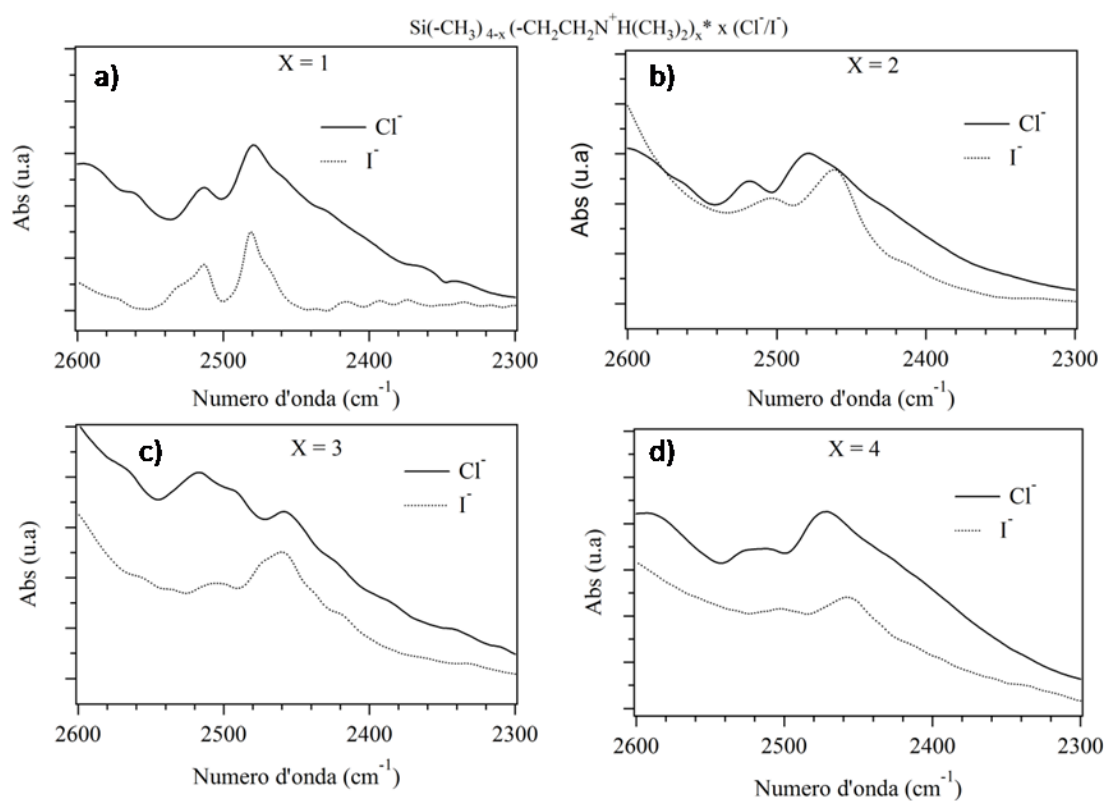 Si(-CH₃)₄₋ₓ(-CH₂CH₂N⁺H(CH₃)₂)ₓ* x (Cl⁻/I⁻)
a)
X = 1
Cl⁻
I⁻
Abs (u.a)
2600 2500 2400 2300
Numero d'onda (cm⁻¹)
b)
X = 2
Cl⁻
I⁻
Abs (u.a)
2600 2500 2400 2300
Numero d'onda (cm⁻¹)
c)
X = 3
Cl⁻
I⁻
Abs (u.a)
2600 2500 2400 2300
Numero d'onda (cm⁻¹)
d)
X = 4
Cl⁻
I⁻
Abs (u.a)
2600 2500 2400 2300
Numero d'onda (cm⁻¹)